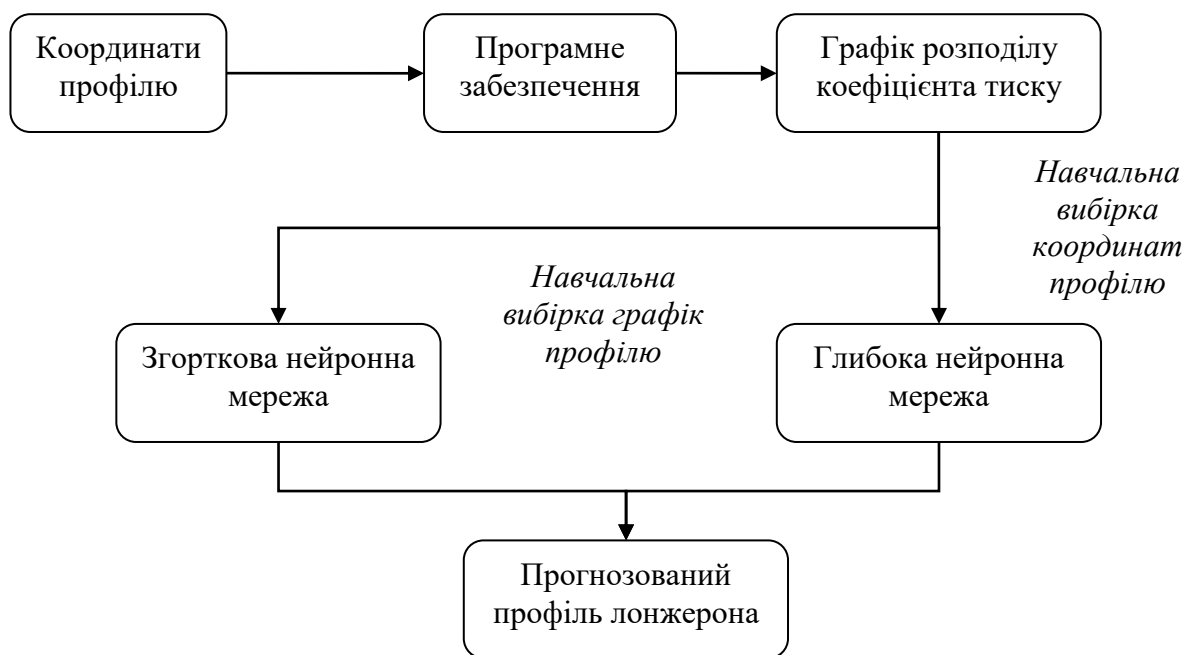 Координати
профілю
Програмне
забезпечення
Графік розподілу
коефіцієнта тиску
Навчальна
вибірка
координат
профілю
Навчальна
вибірка графік
профілю
Згорткова нейронна
мережа
Глибока нейронна
мережа
Прогнозований
профіль лонжерона